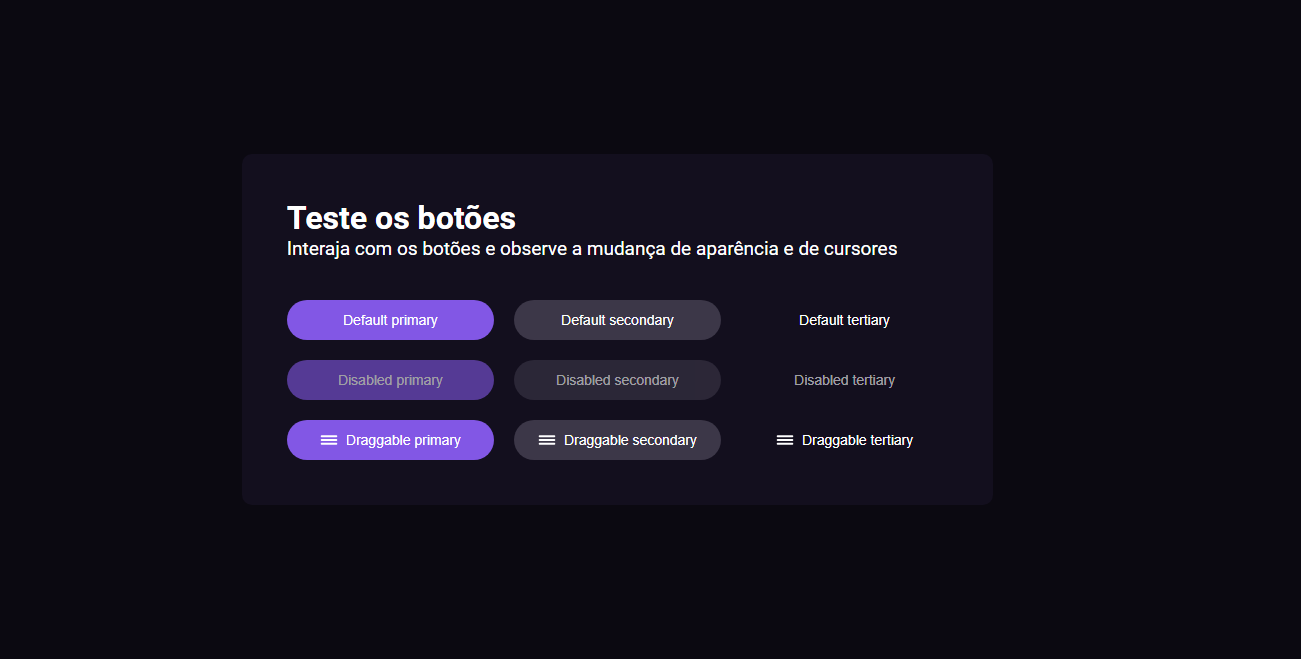 Teste os botões
Interaja com os botões e observe a mudança de aparência e de cursores
Default primary
Default secondary
Default tertiary
Disabled primary
Disabled secondary
Disabled tertiary
Draggable primary
Draggable secondary
Draggable tertiary